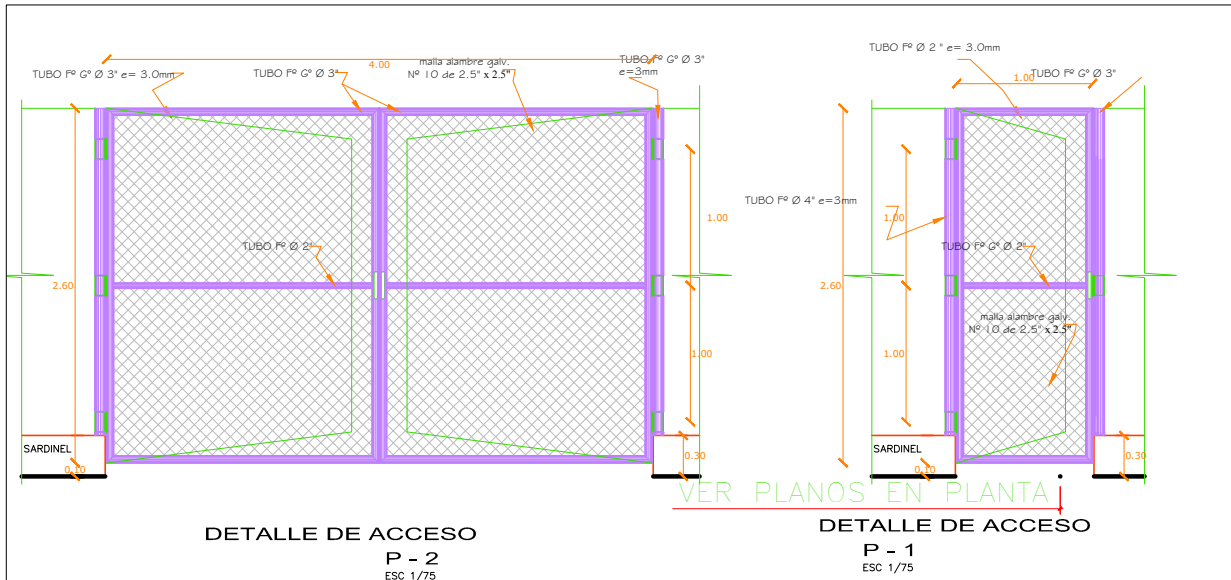 TUBO Fº Gº Ø 3" e= 3.0mm
4.00
TUBO Fº Gº Ø 3"
malla alambre galv.
Nº 10 de 2.5" x 2.5"
TUBO Fº Gº Ø 3"
e=3mm
TUBO Fº Ø 2"
2.60
1.00
1.00
SARDINEL
0.10
0.30
DETALLE DE ACCESO
P - 2
ESC 1/75
TUBO Fº Ø 2 " e= 3.0mm
1.00
TUBO Fº Gº Ø 3"
TUBO Fº Ø 4" e=3mm
1.00
TUBO Fº Gº Ø 2"
2.60
malla alambre galv.
Nº 10 de 2.5" x 2.5"
1.00
SARDINEL
0.10
0.30
VER PLANOS EN PLANTA
DETALLE DE ACCESO
P - 1
ESC 1/75